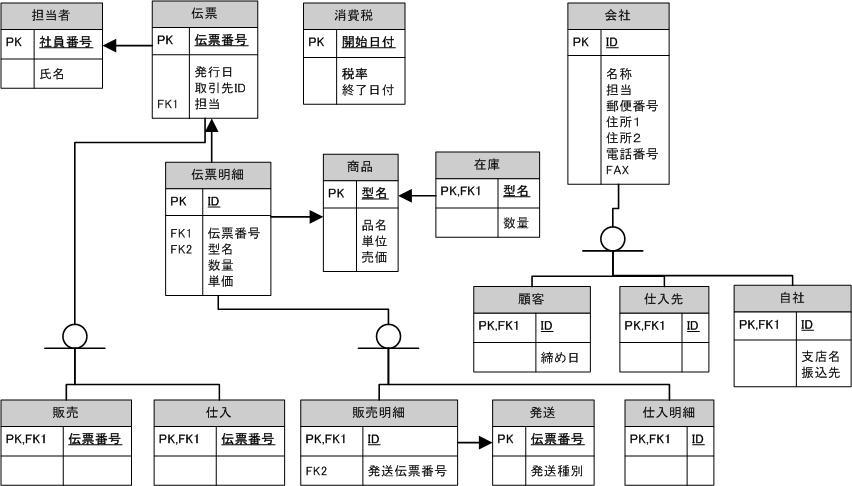 担当者
PK 社員番号
氏名
伝票
PK 伝票番号
発行日
取引先ID
FK1 担当
消費税
PK 開始日付
税率
終了日付
会社
PK ID
名称
担当
郵便番号
住所1
住所2
電話番号
FAX
伝票明細
PK ID
FK1 伝票番号
FK2 型名
数量
単価
商品
PK 型名
品名
単位
売価
在庫
PK,FK1 型名
数量
顧客
PK,FK1 ID
締め日
仕入先
PK,FK1 ID
自社
PK,FK1 ID
支店名
振込先
販売
PK,FK1 伝票番号
仕入
PK,FK1 伝票番号
販売明細
PK,FK1 ID
FK2 発送伝票番号
発送
PK 伝票番号
発送種別
仕入明細
PK,FK1 ID